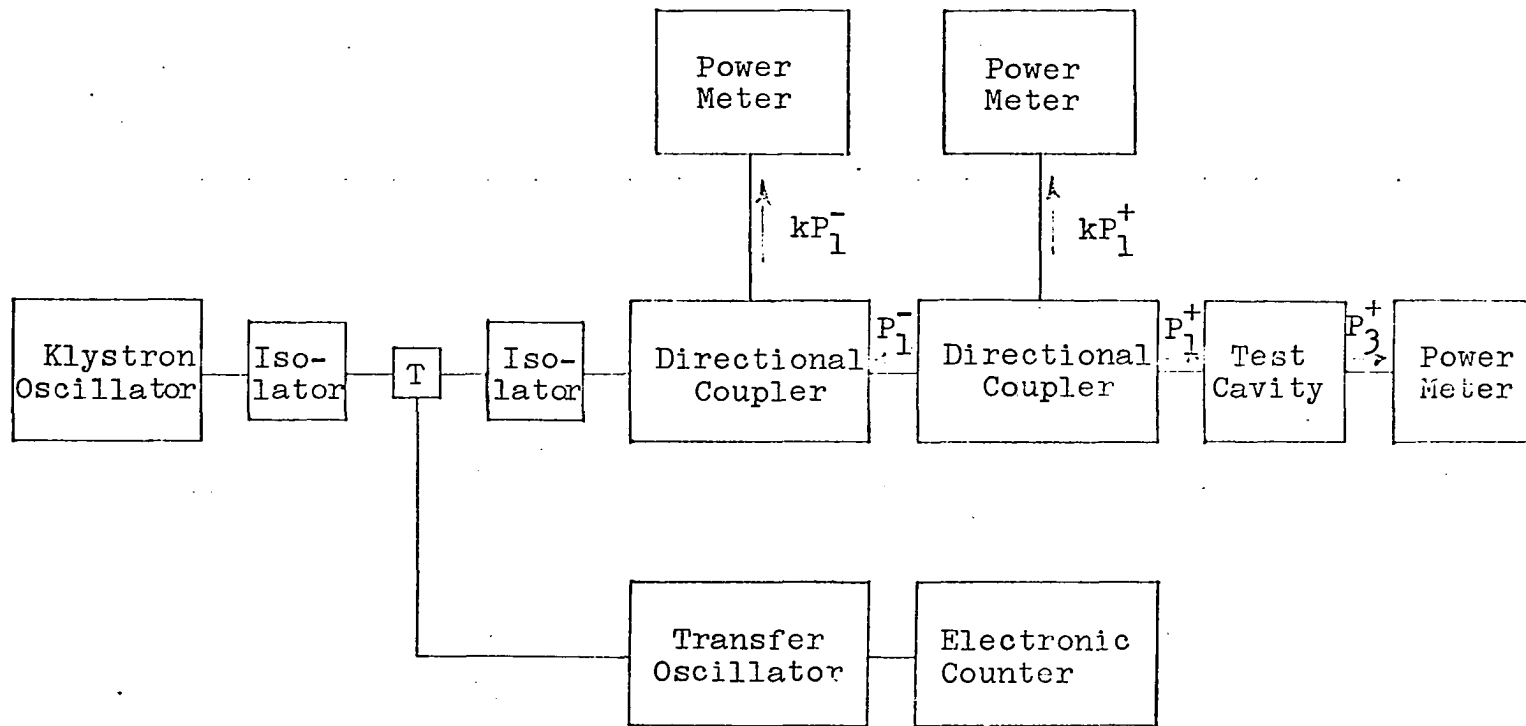 Power
Meter
Power
Meter
kP₁⁻
kP₁⁺
Klystron
Oscillator
Iso-
lator
T
Iso-
lator
Directional
Coupler
P₁⁻
Directional
Coupler
P₁⁺
Test
Cavity
P₃⁺
Power
Meter
Transfer
Oscillator
Electronic
Counter